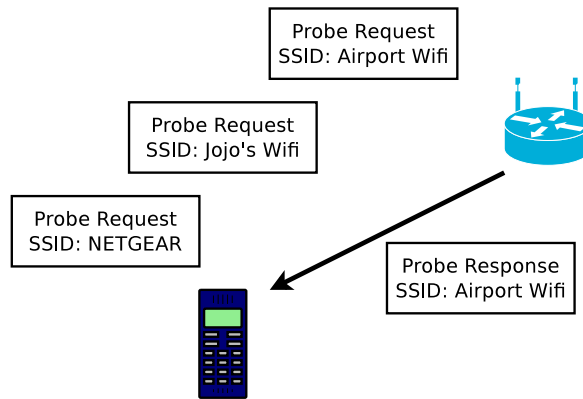 Probe Request
SSID: Airport Wifi
Probe Request
SSID: Jojo's Wifi
Probe Request
SSID: NETGEAR
Probe Response
SSID: Airport Wifi